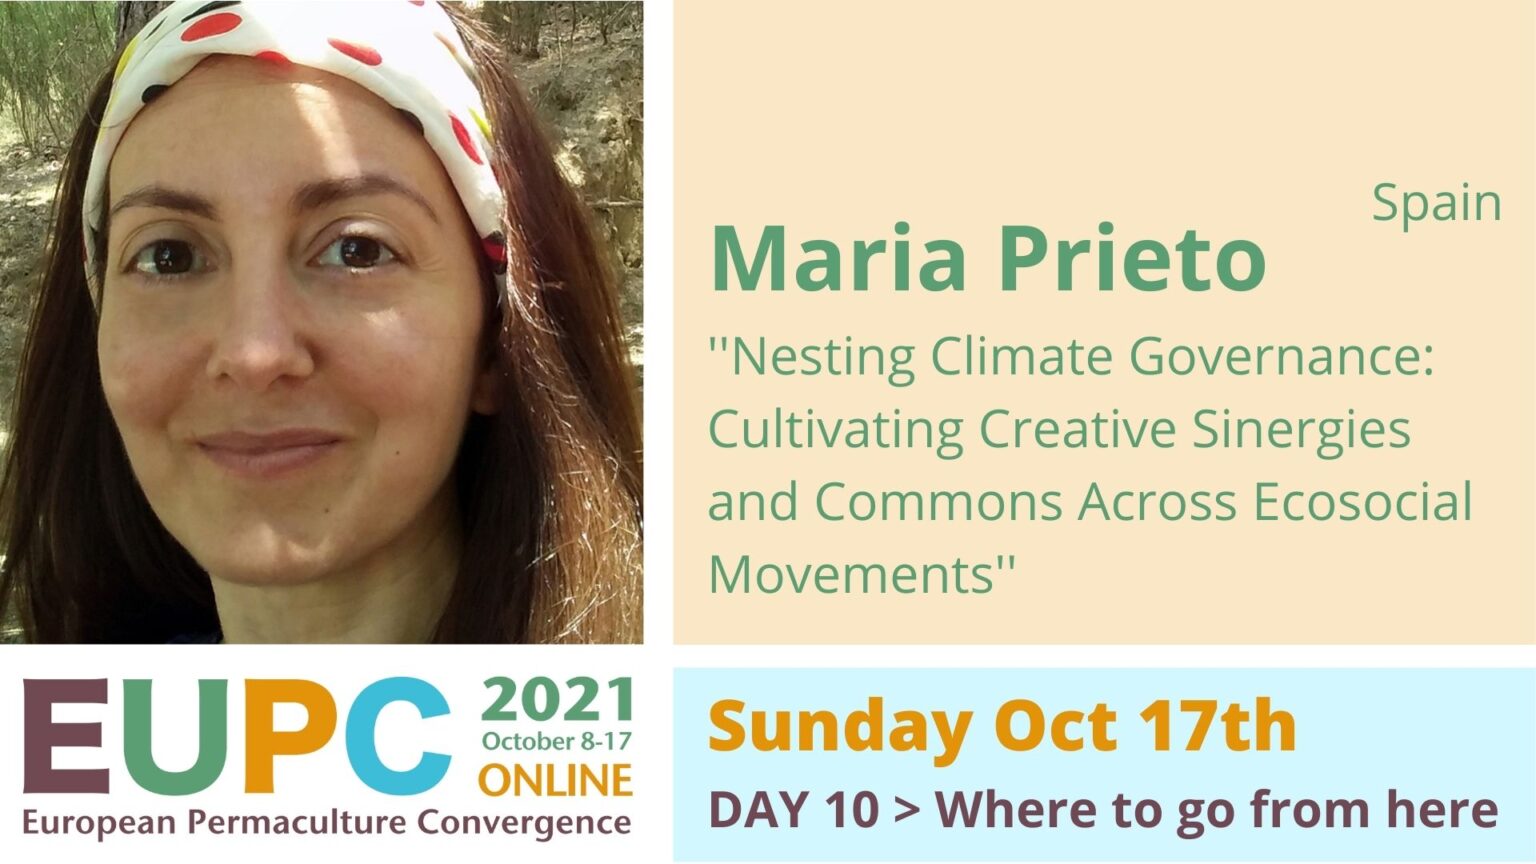 Spain
Maria Prieto
''Nesting Climate Governance:
Cultivating Creative Sinergies
and Commons Across Ecosocial
Movements''
EUPC 2021
October 8-17
ONLINE
European Permaculture Convergence
Sunday Oct 17th
DAY 10 > Where to go from here